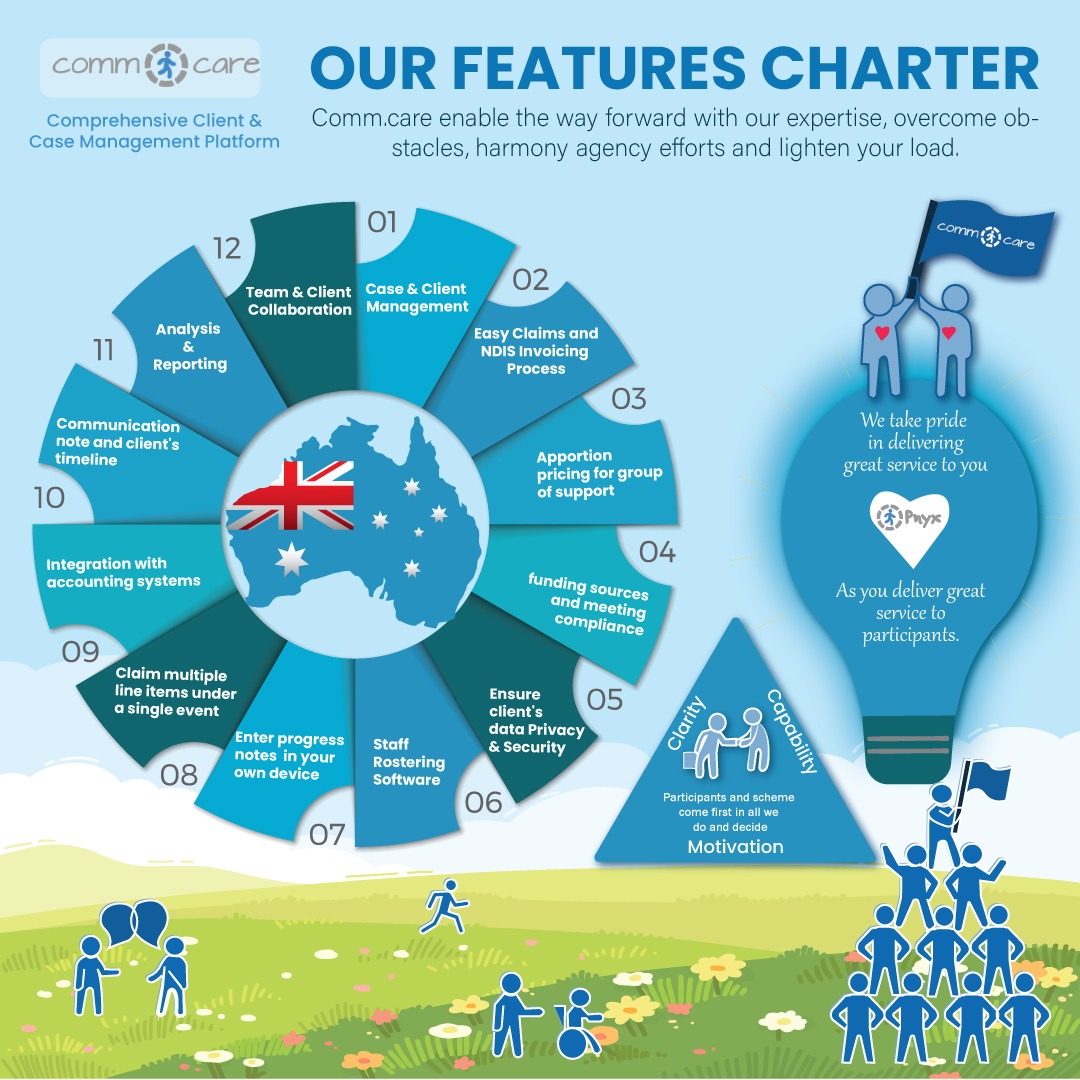 comm care
Comprehensive Client &
Case Management Platform
OUR FEATURES CHARTER
Comm.care enable the way forward with our expertise, overcome ob-
stacles, harmony agency efforts and lighten your load.
01
Case & Client
Management
02
Easy Claims and
NDIS Invoicing
Process
03
Apportion
pricing for group
of support
04
funding sources
and meeting
compliance
05
Ensure
client's
data Privacy
& Security
06
Staff
Rostering
Software
07
Enter progress
notes in your
own device
08
Claim multiple
line items under
a single event
09
Integration with
accounting systems
10
Communication
note and client's
timeline
11
Analysis
&
Reporting
12
Team & Client
Collaboration
comm care
We take pride
in delivering
great service to you
Pnyx
As you deliver great
service to
participants.
Clarity
Capability
Participants and scheme
come first in all we
do and decide
Motivation